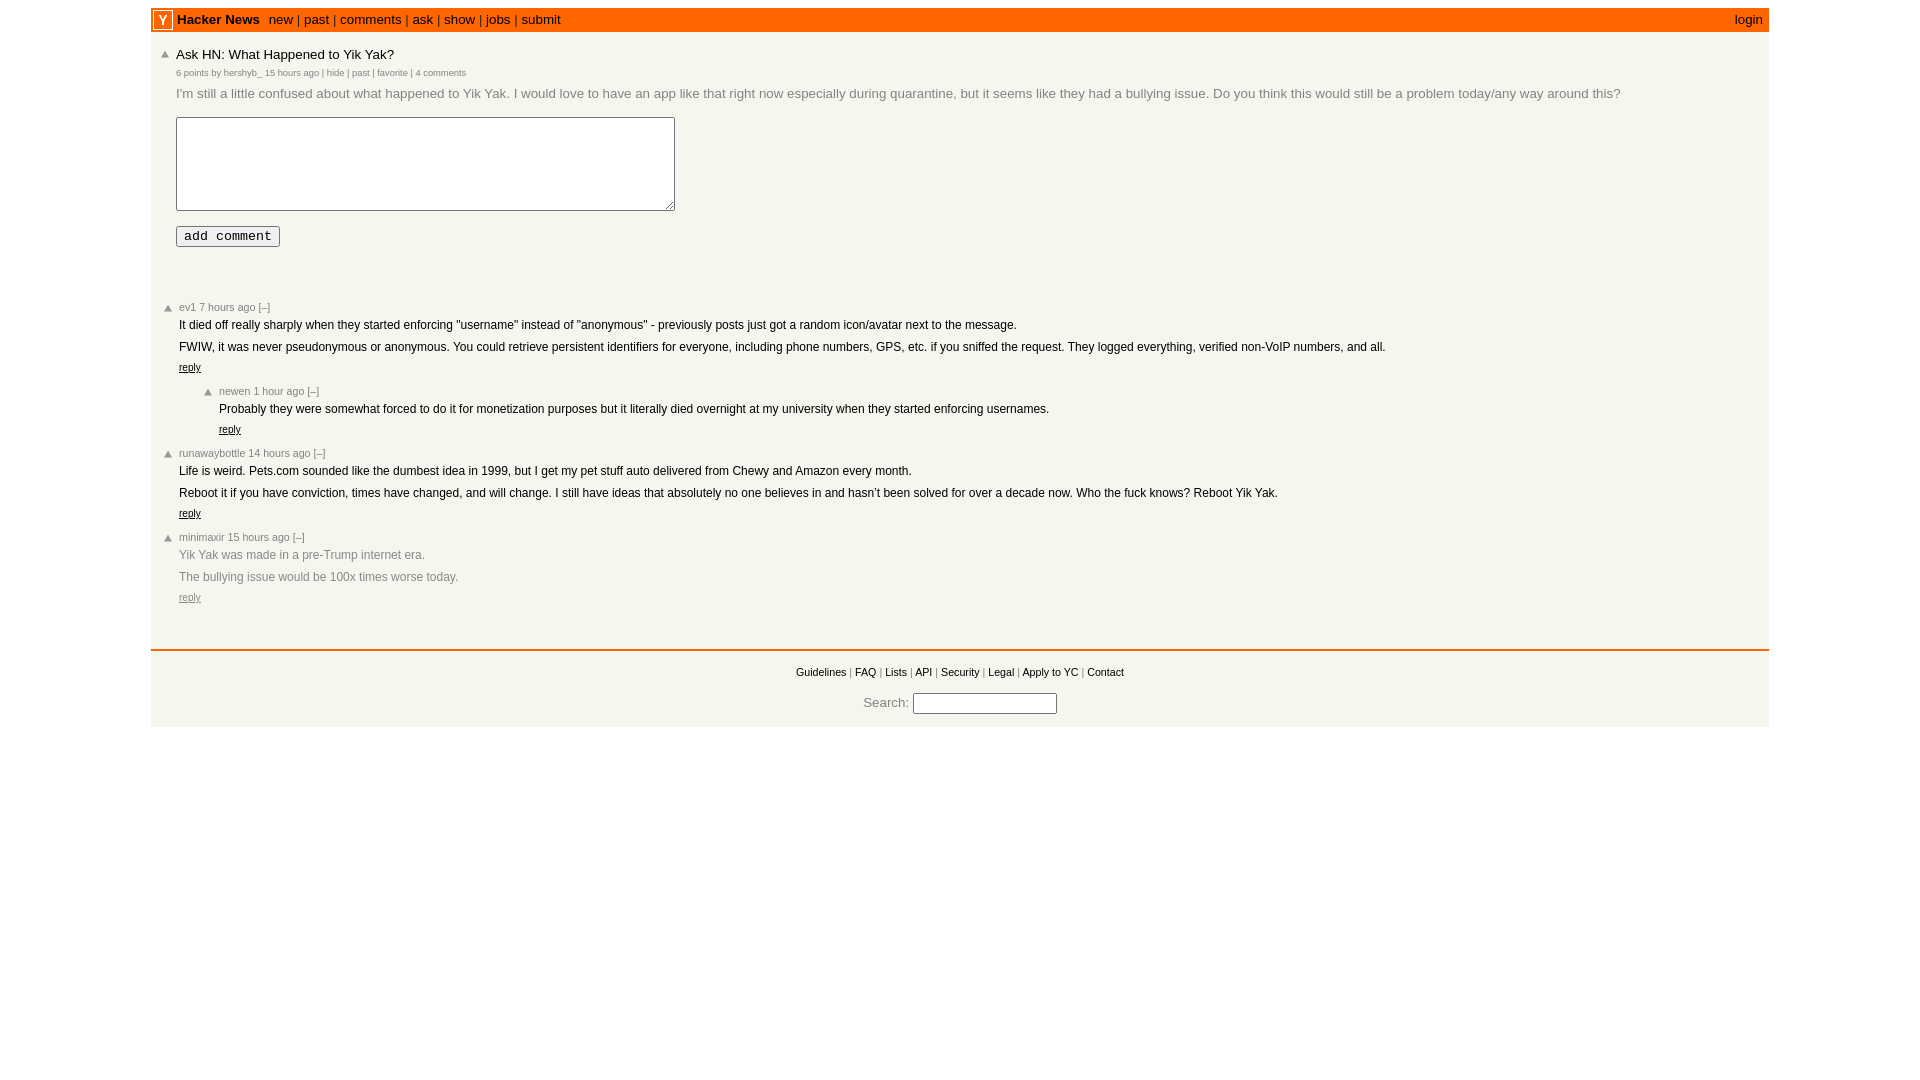 Y Hacker News new | past | comments | ask | show | jobs | submit login
Ask HN: What Happened to Yik Yak?
6 points by hershyb_ 15 hours ago | hide | past | favorite | 4 comments
I'm still a little confused about what happened to Yik Yak. I would love to have an app like that right now especially during quarantine, but it seems like they had a bullying issue. Do you think this would still be a problem today/any way around this?
add comment
ev1 7 hours ago [–]
It died off really sharply when they started enforcing "username" instead of "anonymous" - previously posts just got a random icon/avatar next to the message.
FWIW, it was never pseudonymous or anonymous. You could retrieve persistent identifiers for everyone, including phone numbers, GPS, etc. if you sniffed the request. They logged everything, verified non-VoIP numbers, and all.
reply
newen 1 hour ago [–]
Probably they were somewhat forced to do it for monetization purposes but it literally died overnight at my university when they started enforcing usernames.
reply
runawaybottle 14 hours ago [–]
Life is weird. Pets.com sounded like the dumbest idea in 1999, but I get my pet stuff auto delivered from Chewy and Amazon every month.
Reboot it if you have conviction, times have changed, and will change. I still have ideas that absolutely no one believes in and hasn’t been solved for over a decade now. Who the fuck knows? Reboot Yik Yak.
reply
minimaxir 15 hours ago [–]
Yik Yak was made in a pre-Trump internet era.
The bullying issue would be 100x times worse today.
reply
Guidelines | FAQ | Lists | API | Security | Legal | Apply to YC | Contact
Search: